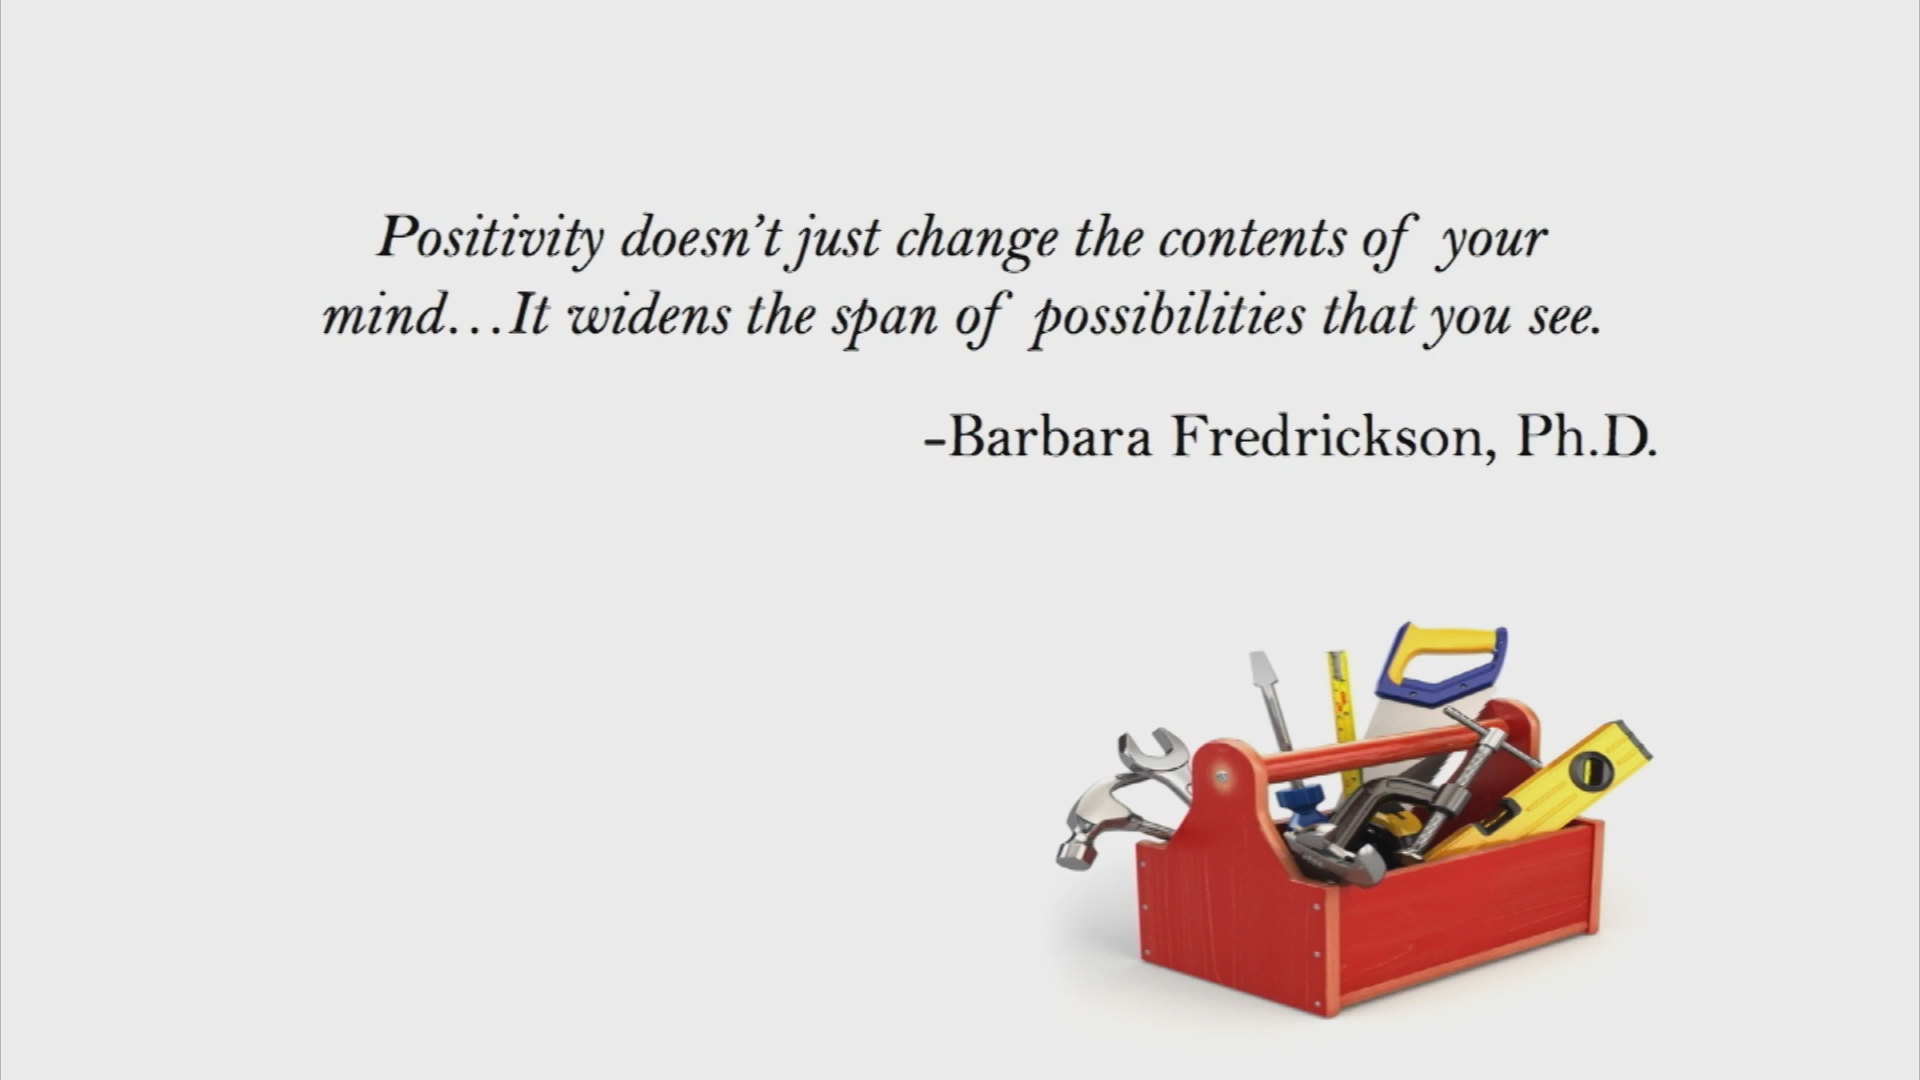 Positivity doesn’t just change the contents of your
mind…It widens the span of possibilities that you see.
-Barbara Fredrickson, Ph.D.